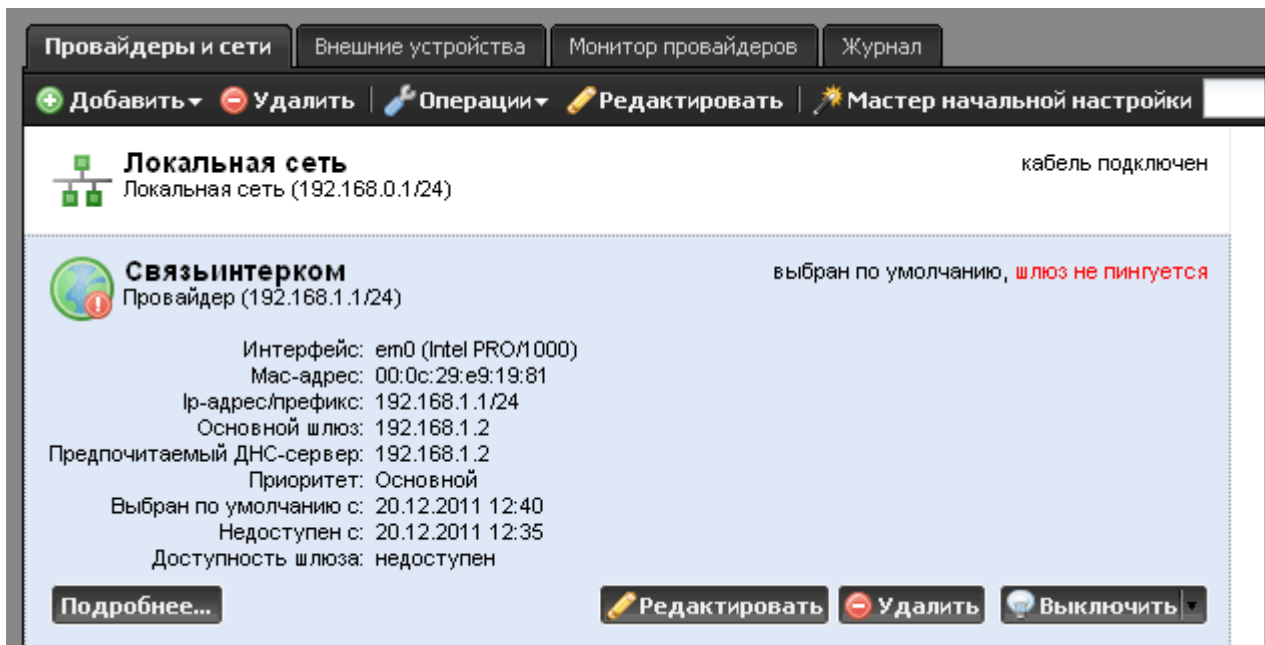 Провайдеры и сети Внешние устройства Монитор провайдеров Журнал
Добавить Удалить Операции Редактировать Мастер начальной настройки
Локальная сеть кабель подключен
Локальная сеть (192.168.0.1/24)
Связьинтерком выбран по умолчанию, шлюз не пингуется
Провайдер (192.168.1.1/24)
Интерфейс: em0 (Intel PRO/1000)
Mac-адрес: 00:0c:29:e9:19:81
Ip-адрес/префикс: 192.168.1.1/24
Основной шлюз: 192.168.1.2
Предпочитаемый ДНС-сервер: 192.168.1.2
Приоритет: Основной
Выбран по умолчанию с: 20.12.2011 12:40
Недоступен с: 20.12.2011 12:35
Доступность шлюза: недоступен
Подробнее... Редактировать Удалить Выключить